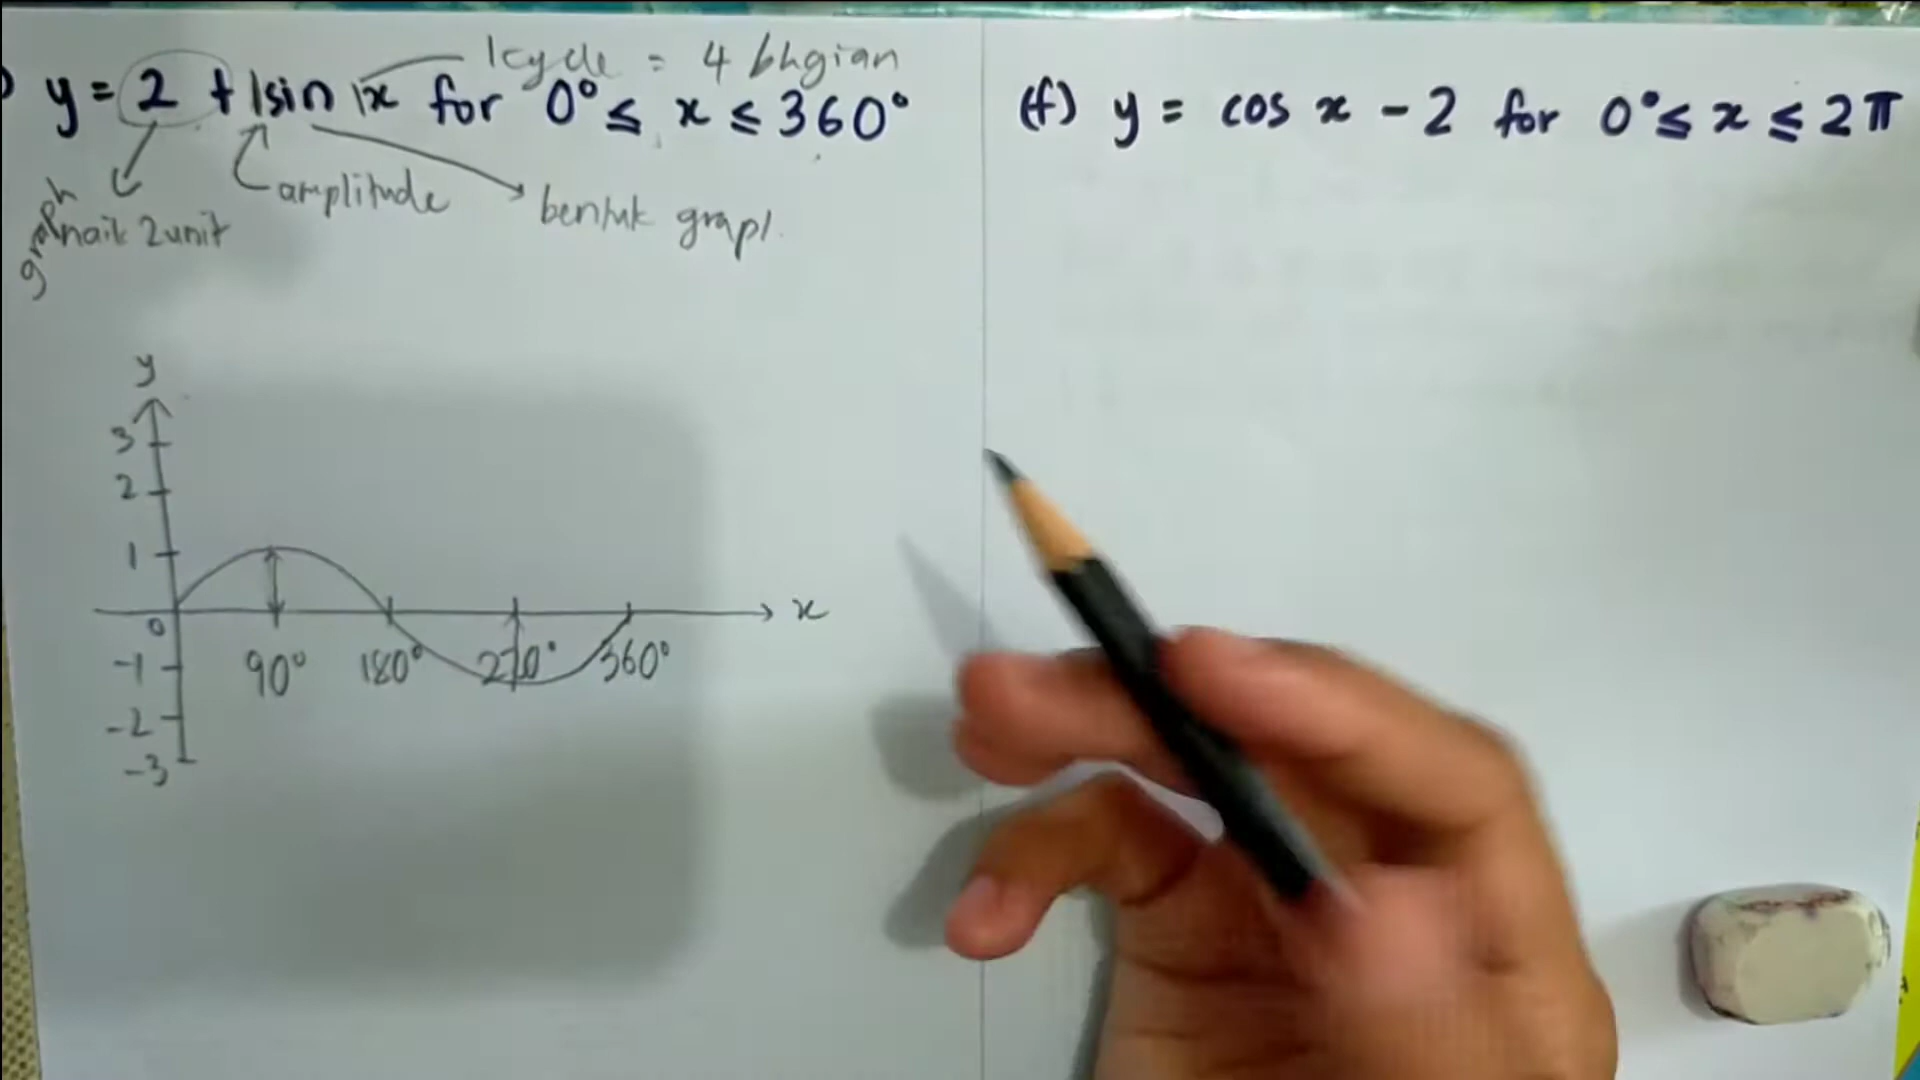 1cycle = 4 bhgian
) y = 2 + 1sin 1x for 0° ≤ x ≤ 360°
amplitude
bentuk grap
graph naik 2unit
y
3
2
1
0
-1
-2
-3
90° 180° 270° 360°
x
(f) y = cos x - 2 for 0° ≤ x ≤ 2π